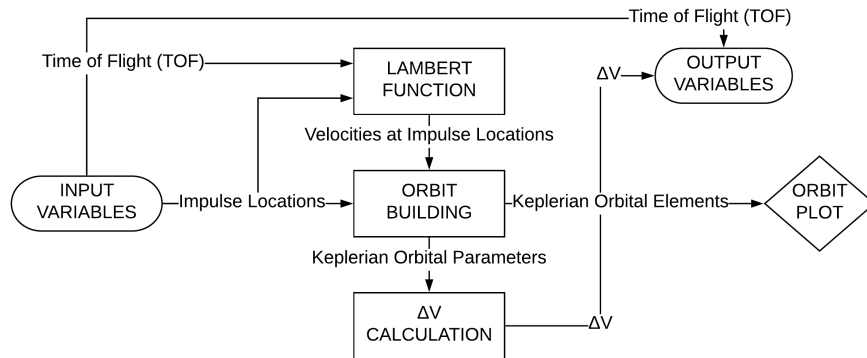 Time of Flight (TOF)
Time of Flight (TOF)
LAMBERT
FUNCTION
ΔV
OUTPUT
VARIABLES
Velocities at Impulse Locations
INPUT
VARIABLES
Impulse Locations
ORBIT
BUILDING
Keplerian Orbital Elements
ORBIT
PLOT
Keplerian Orbital Parameters
ΔV
CALCULATION
ΔV